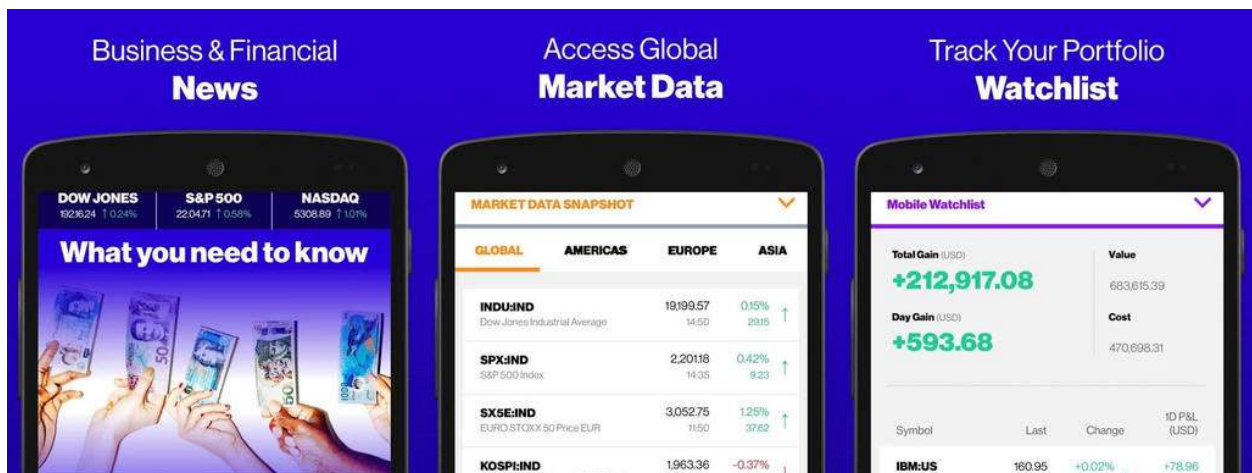 Business & Financial
News
DOW JONES
19216.24 ↑ 0.24%
S&P 500
22.04.71 ↑ 0.58%
NASDAQ
5308.89 ↑ 1.01%
What you need to know
50
50
1000
Access Global
Market Data
MARKET DATA SNAPSHOT
GLOBAL AMERICAS EUROPE ASIA
INDU:IND 19,199.57 0.15% ↑
Dow Jones Industrial Average 14:50 29.15
SPX:IND 2,201.18 0.42% ↑
S&P 500 Index 14:35 9.23
SX5E:IND 3,052.75 1.25% ↑
EURO STOXX 50 Price EUR 11:50 37.62
KOSPI:IND 1,963.36 -0.37% ↓
Track Your Portfolio
Watchlist
Mobile Watchlist
Total Gain (USD) Value
+212,917.08 683,615.39
Day Gain (USD) Cost
+593.68 470,698.31
Symbol Last Change 1D P&L
(USD)
IBM:US 160.95 +0.02% +78.96